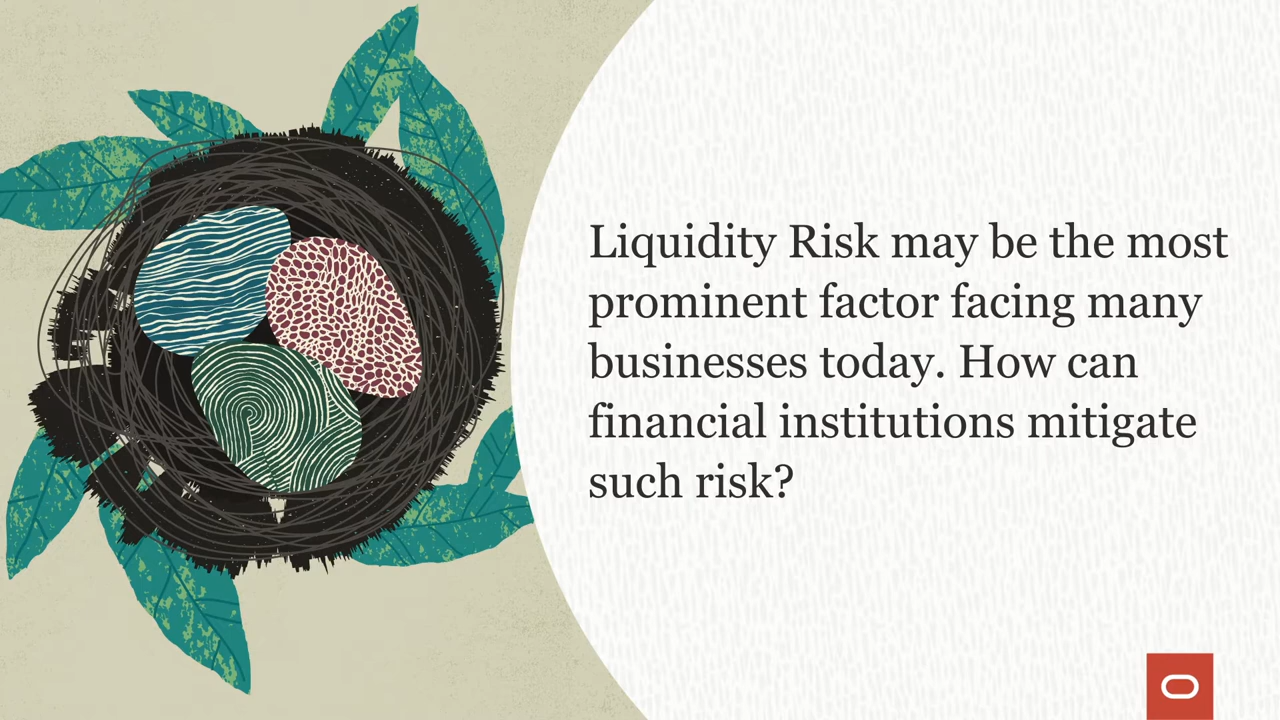 Liquidity Risk may be the most
prominent factor facing many
businesses today. How can
financial institutions mitigate
such risk?